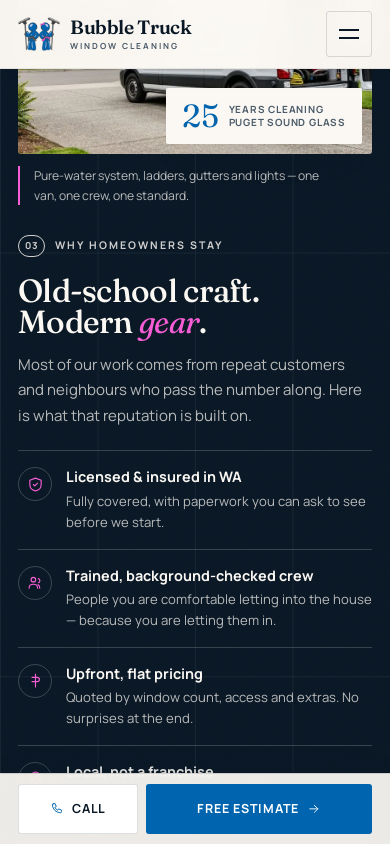 Bubble Truck
WINDOW CLEANING
25
YEARS CLEANING
PUGET SOUND GLASS
Pure-water system, ladders, gutters and lights — one
van, one crew, one standard.
03
WHY HOMEOWNERS STAY
Old-school craft.
Modern gear.
Most of our work comes from repeat customers
and neighbours who pass the number along. Here
is what that reputation is built on.
Licensed & insured in WA
Fully covered, with paperwork you can ask to see
before we start.
Trained, background-checked crew
People you are comfortable letting into the house
— because you are letting them in.
Upfront, flat pricing
Quoted by window count, access and extras. No
surprises at the end.
Local, not a franchise
CALL
FREE ESTIMATE →